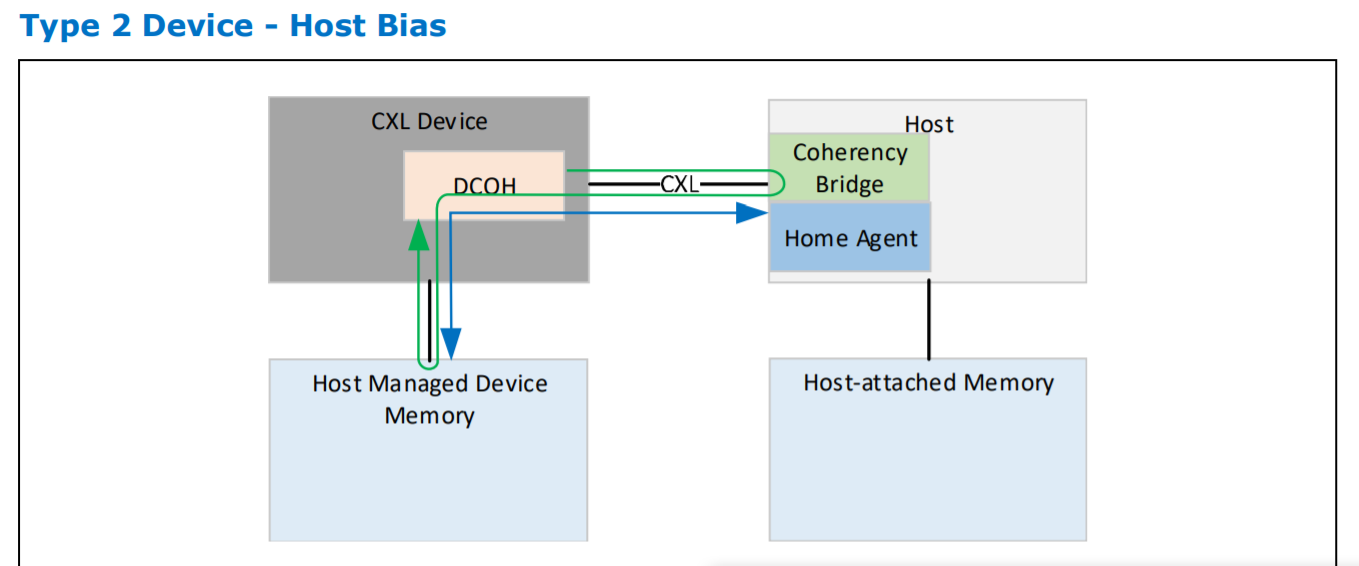 Type 2 Device - Host Bias
CXL Device
Host
DCOH
CXL
Coherency
Bridge
Home Agent
Host Managed Device
Memory
Host-attached Memory